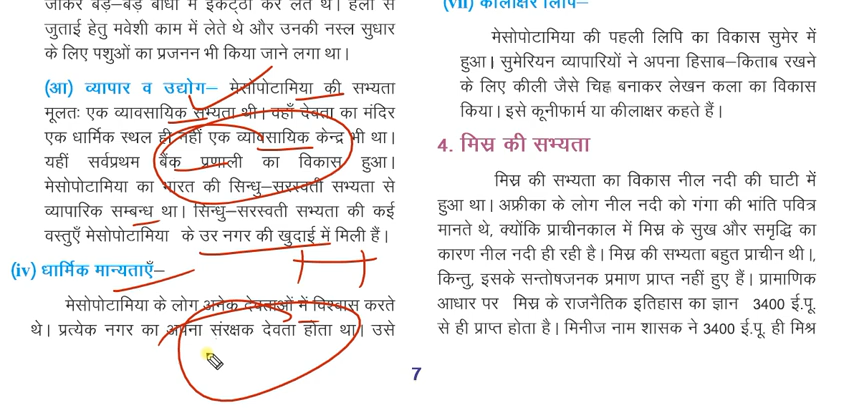 जाकर बड़े–बड़े बांधों में इकट्ठा कर लेते थे। हलों से
जुताई हेतु मवेशी काम में लेते थे और उनकी नस्ल सुधार
के लिए पशुओं का प्रजनन भी किया जाने लगा था।
(आ) व्यापार व उद्योग– मेसोपोटामिया की सभ्यता
मूलतः एक व्यावसायिक सभ्यता थी। वहाँ देवता का मंदिर
एक धार्मिक स्थल ही नहीं एक व्यावसायिक केन्द्र भी था।
यहीं सर्वप्रथम बैंक प्रणाली का विकास हुआ।
मेसोपोटामिया का भारत की सिन्धु–सरस्वती सभ्यता से
व्यापारिक सम्बन्ध था। सिन्धु–सरस्वती सभ्यता की कई
वस्तुएँ मेसोपोटामिया के उर नगर की खुदाई में मिली हैं।
(iv) धार्मिक मान्यताएँ–
मेसोपोटामिया के लोग अनेक देवताओं में विश्वास करते
थे। प्रत्येक नगर का अपना संरक्षक देवता होता था। उसे
(vii) कीलाक्षर लिपि–
मेसोपोटामिया की पहली लिपि का विकास सुमेर में
हुआ। सुमेरियन व्यापारियों ने अपना हिसाब–किताब रखने
के लिए कीली जैसे चिह्न बनाकर लेखन कला का विकास
किया। इसे कूनीफार्म या कीलाक्षर कहते हैं।
4. मिस्र की सभ्यता
मिस्र की सभ्यता का विकास नील नदी की घाटी में
हुआ था। अफ्रीका के लोग नील नदी को गंगा की भांति पवित्र
मानते थे, क्योंकि प्राचीनकाल में मिस्र के सुख और समृद्धि का
कारण नील नदी ही रही है। मिस्र की सभ्यता बहुत प्राचीन थी।,
किन्तु, इसके सन्तोषजनक प्रमाण प्राप्त नहीं हुए हैं। प्रामाणिक
आधार पर मिस्र के राजनैतिक इतिहास का ज्ञान 3400 ई.पू.
से ही प्राप्त होता है। मिनीज नाम शासक ने 3400 ई.पू. ही मिश्र
7